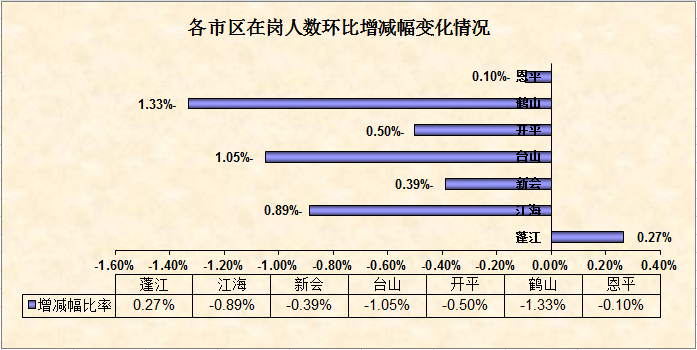 各市区在岗人数环比增减幅变化情况
0.10%- 恩平
1.33%- 鹤山
0.50%- 开平
1.05%- 台山
0.39%- 新会
0.89%- 江海
蓬江 0.27%
-1.60% -1.40% -1.20% -1.00% -0.80% -0.60% -0.40% -0.20% 0.00% 0.20% 0.40%
蓬江 江海 新会 台山 开平 鹤山 恩平
增减幅比率 0.27% -0.89% -0.39% -1.05% -0.50% -1.33% -0.10%